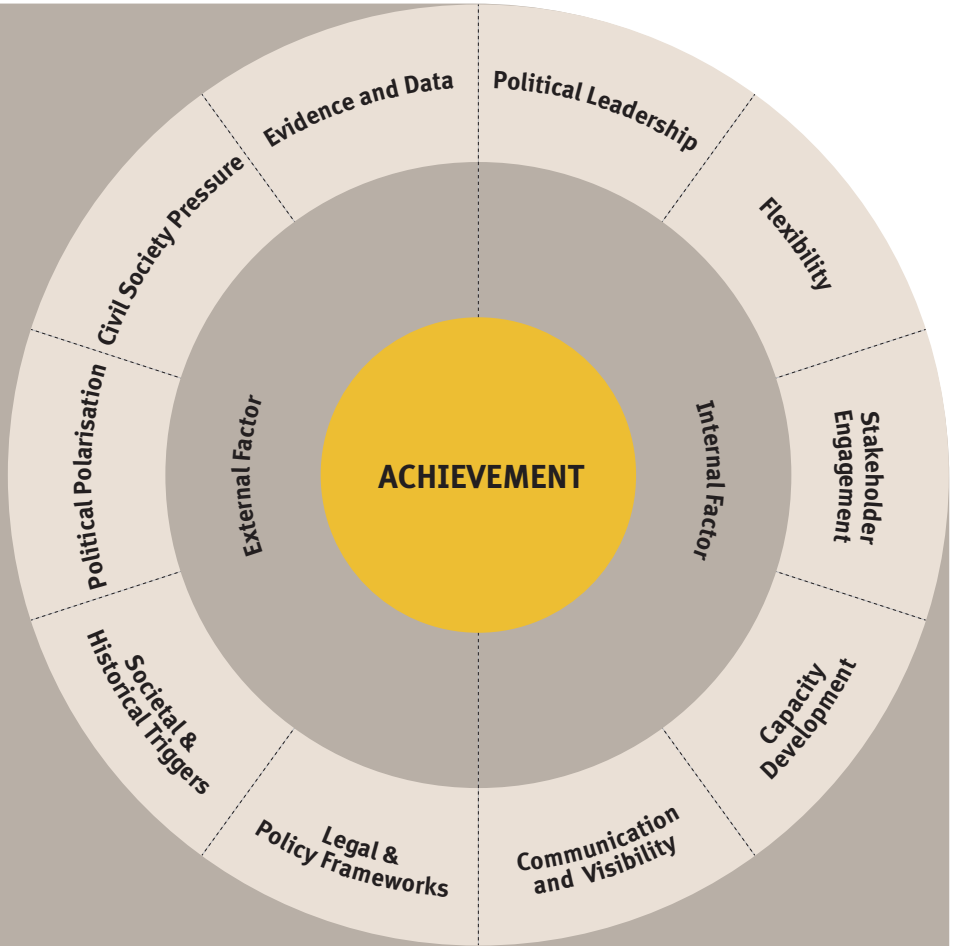 Evidence and Data
Political Leadership
Civil Society Pressure
Flexibility
Political Polarisation
External Factor
ACHIEVEMENT
Internal Factor
Stakeholder
Engagement
Societal &
Historical Triggers
Capacity
Development
Legal &
Policy Frameworks
Communication
and Visibility